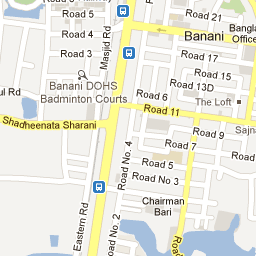 Road 5
Road 4
Masjid Rd
Road 21
Banani
Road 17
Road 15
Road 13D
Bangla
Office
Banani DOHS
Badminton Courts
ul Rd
Road 6
Road 11
The Loft
Shadheenata Sharani
Road 9
Sajna
Road 7
Road No. 4
Road 5
Road No 3
Chairman
Bari
Eastern Rd
Road No. 2
Road